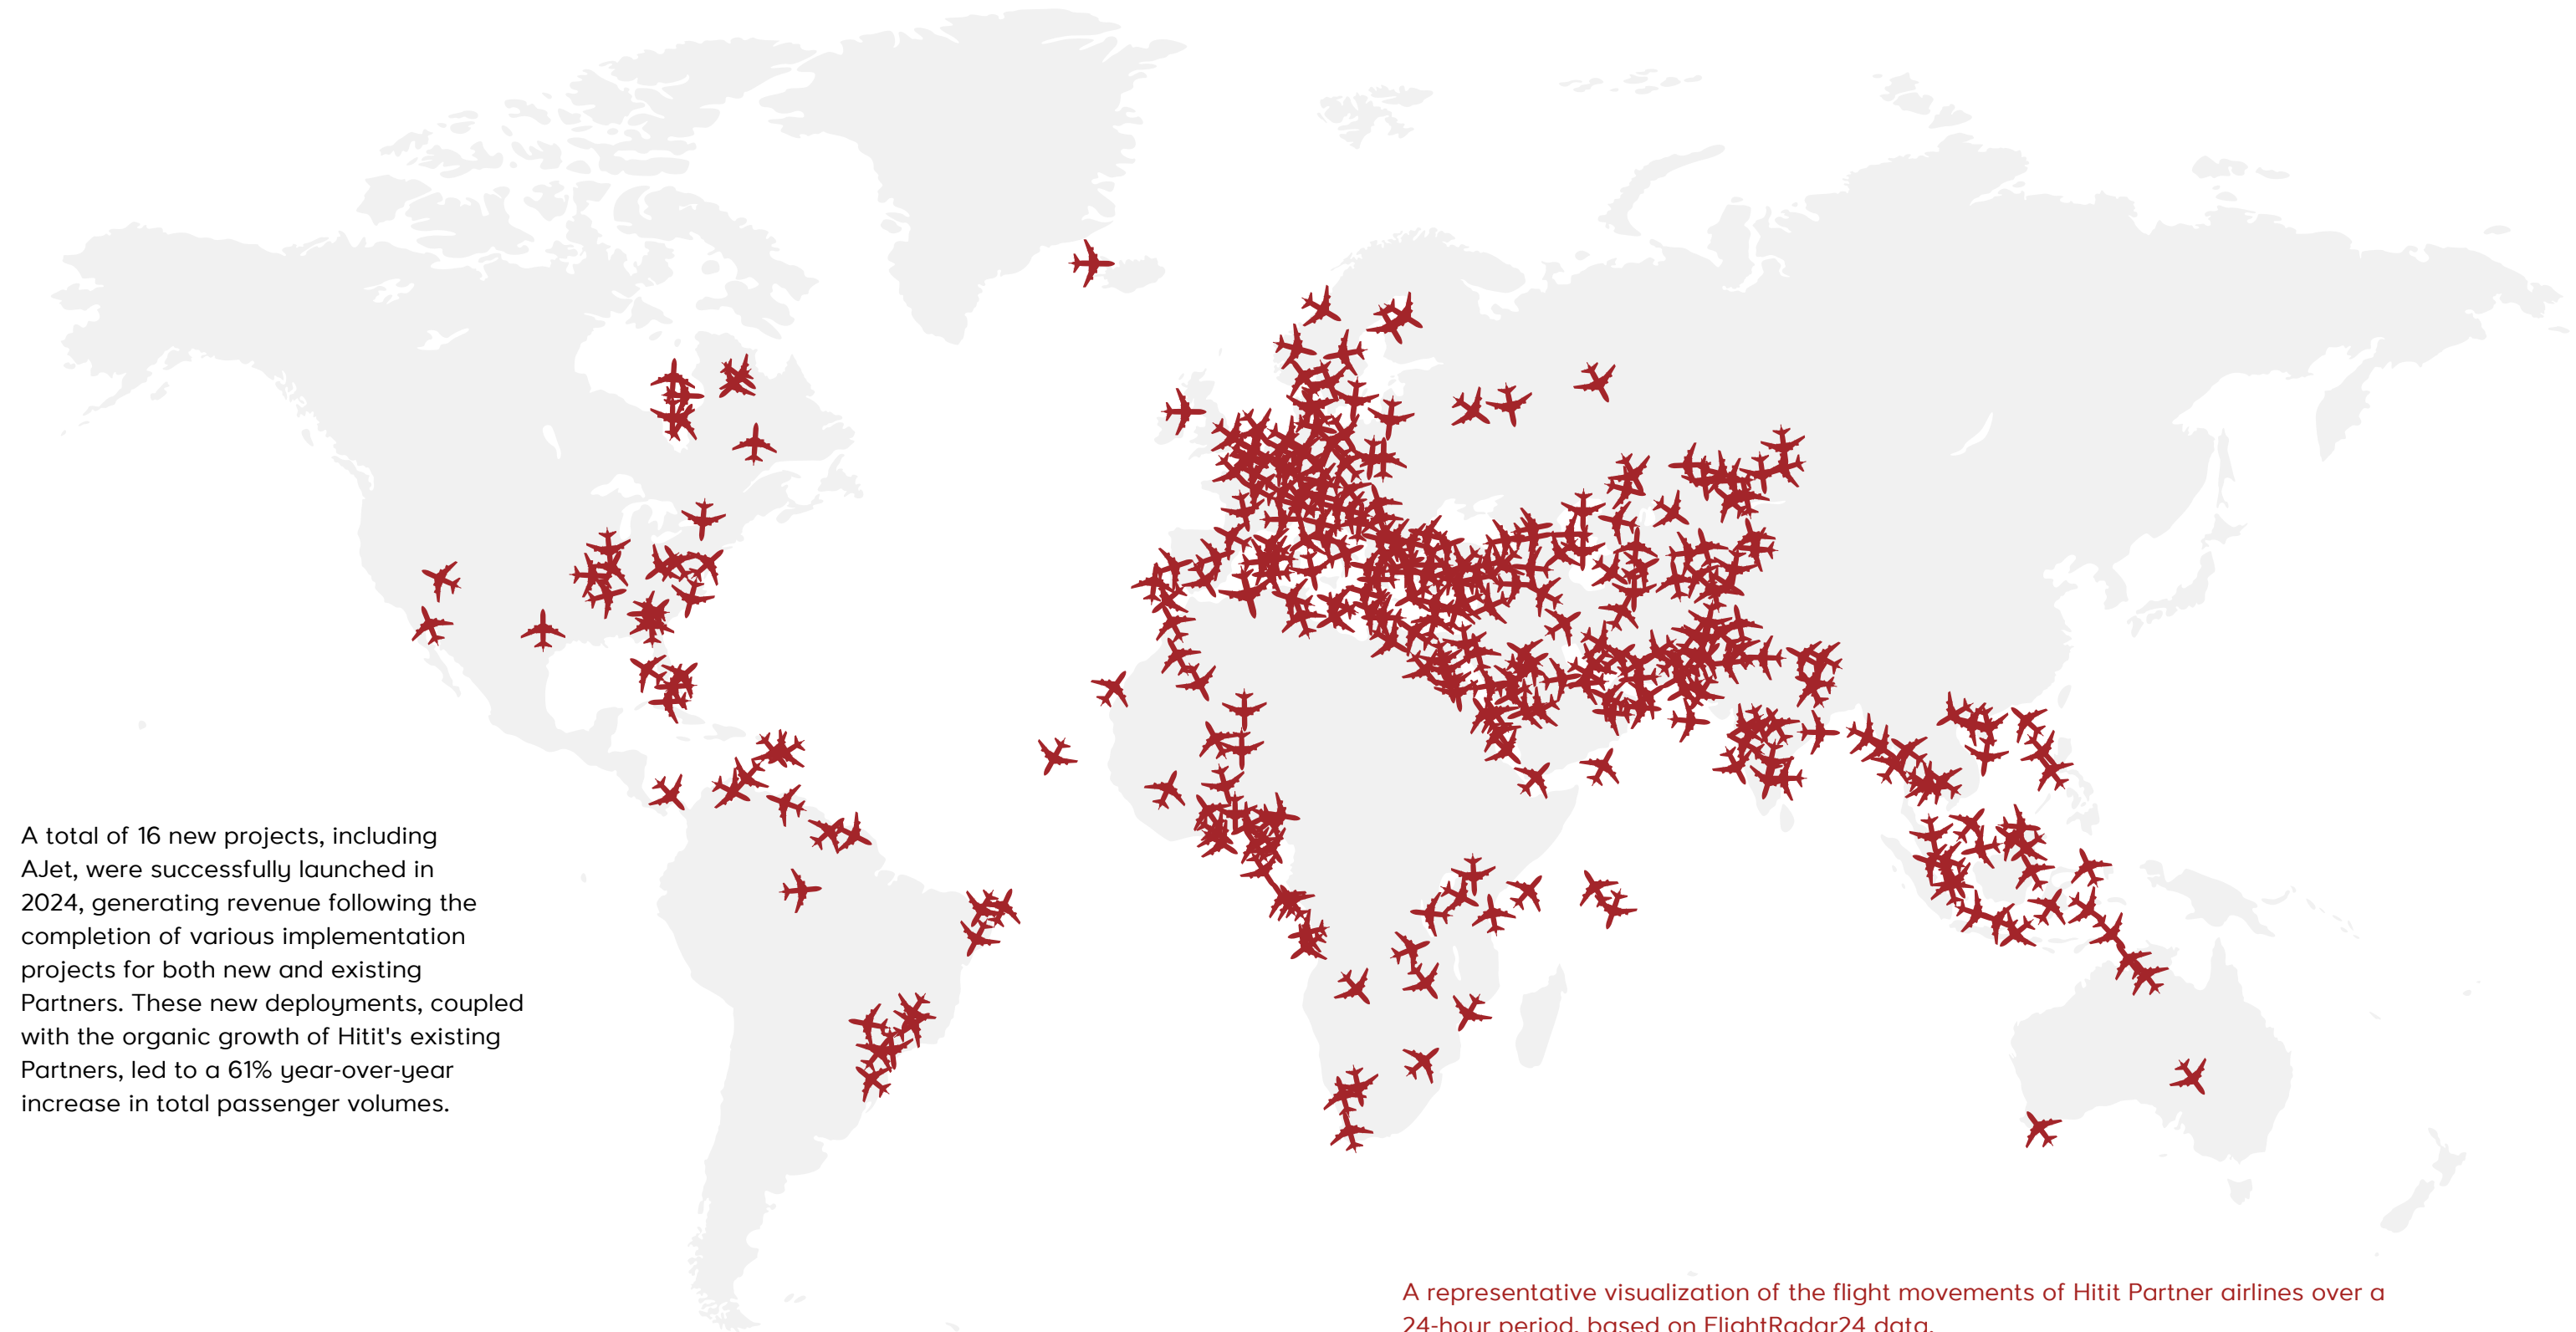 A total of 16 new projects, including
AJet, were successfully launched in
2024, generating revenue following the
completion of various implementation
projects for both new and existing
Partners. These new deployments, coupled
with the organic growth of Hitit's existing
Partners, led to a 61% year-over-year
increase in total passenger volumes.
A representative visualization of the flight movements of Hitit Partner airlines over a
24-hour period, based on FlightRadar24 data.